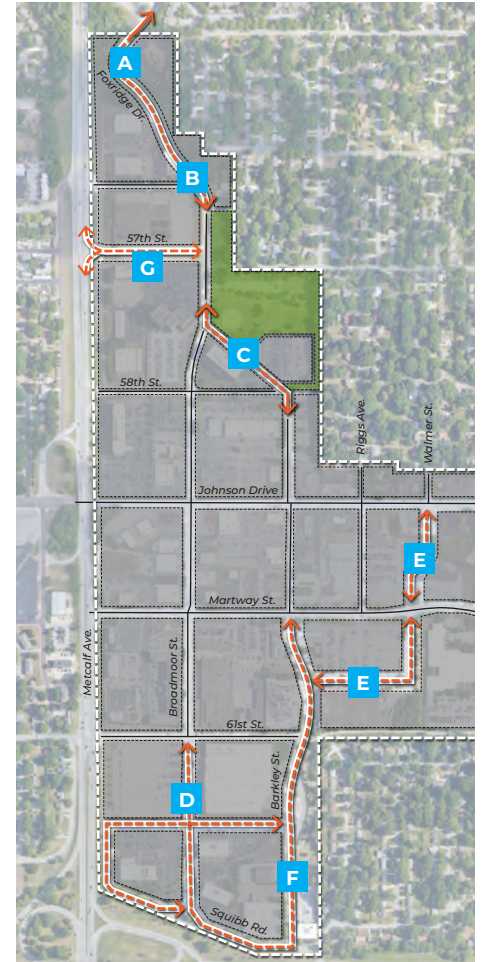 A
Foxridge Dr.
B
57th St.
G
C
58th St.
Riggs Ave.
Walmer St.
Johnson Drive
E
Martway St.
Metcalf Ave.
Broadmoor St.
E
61st St.
Barkley St.
D
F
Squibb Rd.